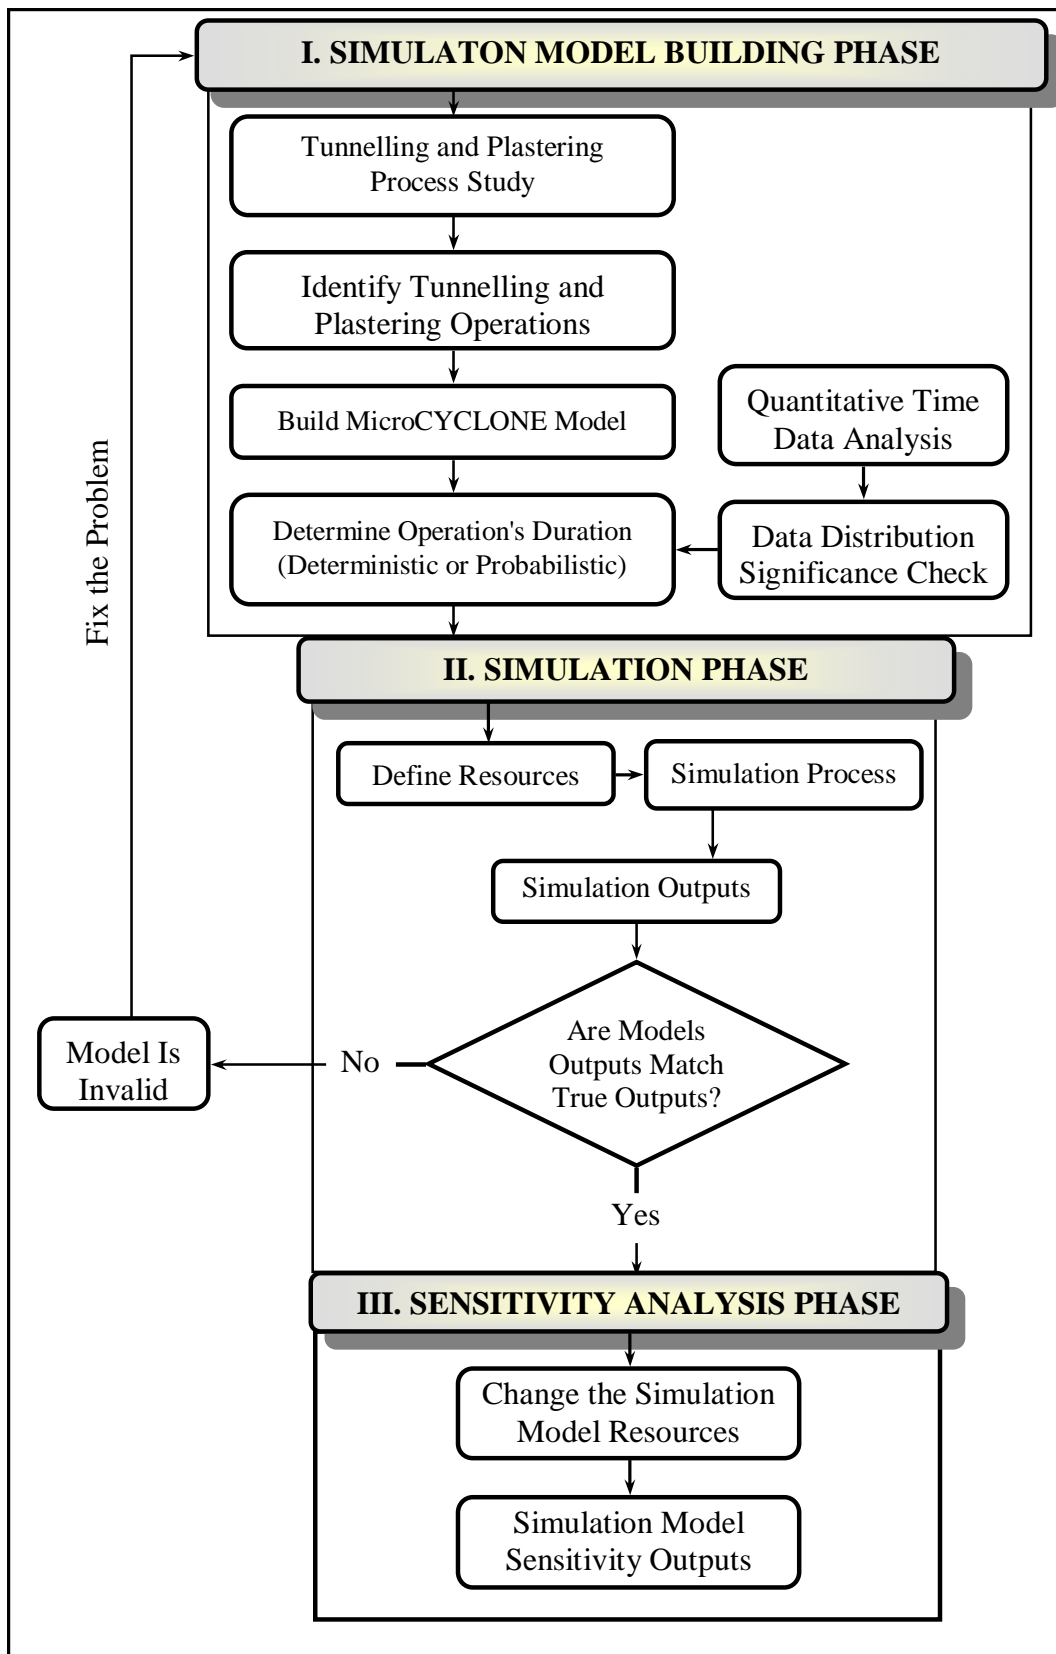 I. SIMULATON MODEL BUILDING PHASE
Tunnelling and Plastering
Process Study
Identify Tunnelling and
Plastering Operations
Build MicroCYCLONE Model
Quantitative Time
Data Analysis
Determine Operation's Duration
(Deterministic or Probabilistic)
Data Distribution
Significance Check
Fix the Problem
II. SIMULATION PHASE
Define Resources
Simulation Process
Simulation Outputs
Are Models
Outputs Match
True Outputs?
No
Model Is
Invalid
Yes
III. SENSITIVITY ANALYSIS PHASE
Change the Simulation
Model Resources
Simulation Model
Sensitivity Outputs